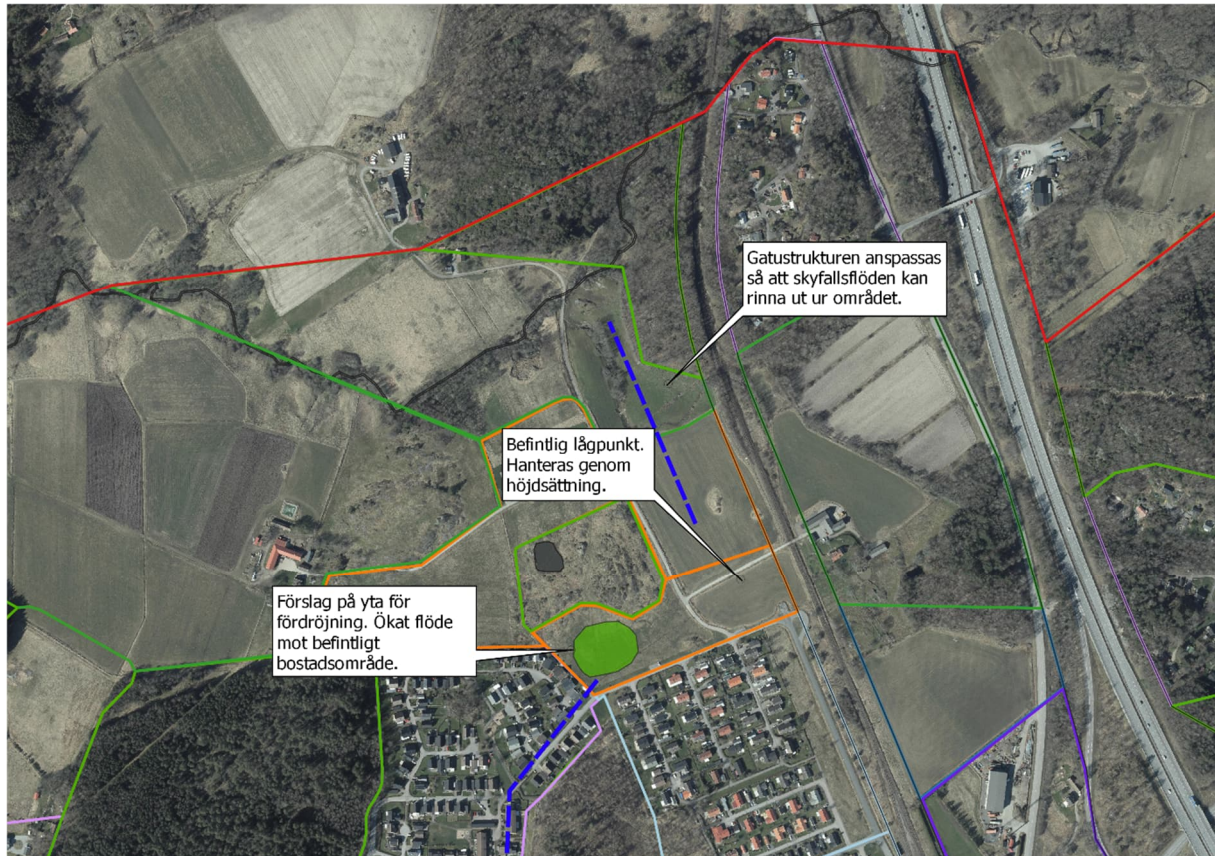 Gatustrukturen anspassas
så att skyfallsflöden kan
rinna ut ur området.
Befintlig lågpunkt.
Hanteras genom
höjdsättning.
Förslag på yta för
fördröjning. Ökat flöde
mot befintligt
bostadsområde.